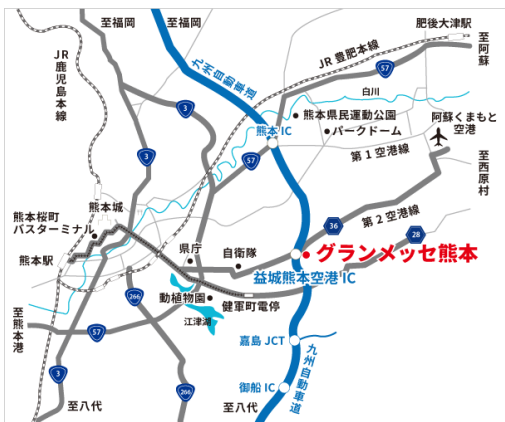 至福岡
至福岡
肥後大津駅
至阿蘇
JR鹿児島本線
九州自動車道
JR豊肥本線
57
3
白川
熊本県民運動公園
パークドーム
阿蘇くまもと
空港
熊本IC
第1空港線
3
57
至西原村
熊本城
熊本桜町
バスターミナル
36
第2空港線
28
県庁
自衛隊
グランメッセ熊本
熊本駅
益城熊本空港IC
動植物園
健軍町電停
266
江津湖
至熊本港
57
嘉島JCT
九州自動車道
3
266
御船IC
至八代
至八代